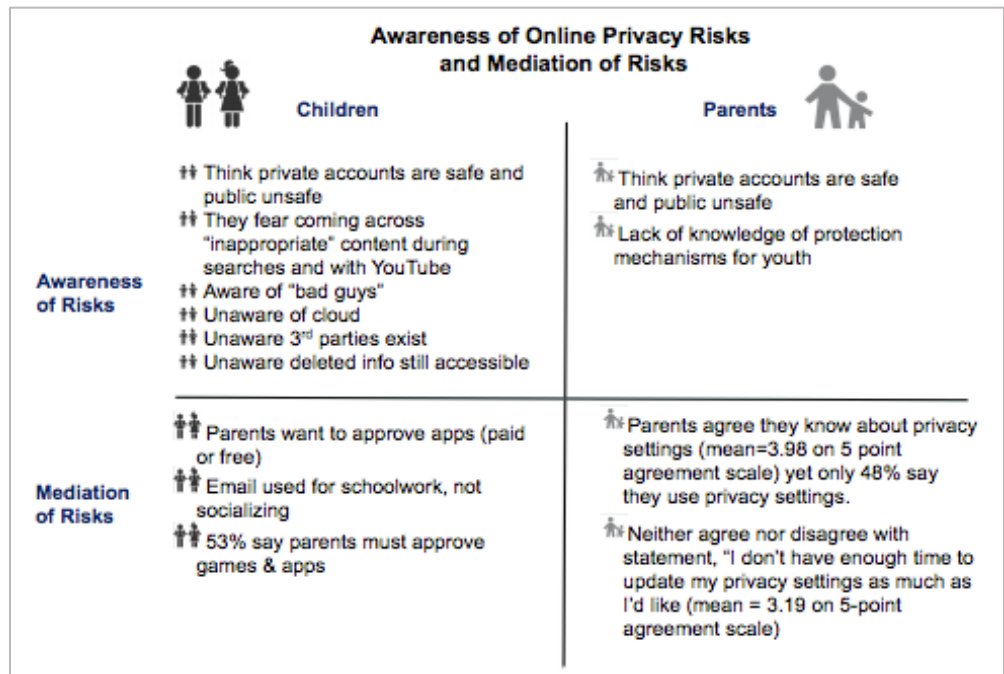 Awareness of Online Privacy Risks
and Mediation of Risks
Children
Parents
Awareness
of Risks
Think private accounts are safe and
public unsafe
They fear coming across
"inappropriate" content during
searches and with YouTube
Aware of "bad guys"
Unaware of cloud
Unaware 3rd parties exist
Unaware deleted info still accessible
Think private accounts are safe
and public unsafe
Lack of knowledge of protection
mechanisms for youth
Mediation
of Risks
Parents want to approve apps (paid
or free)
Email used for schoolwork, not
socializing
53% say parents must approve
games & apps
Parents agree they know about privacy
settings (mean=3.98 on 5 point
agreement scale) yet only 48% say
they use privacy settings.
Neither agree nor disagree with
statement, "I don't have enough time to
update my privacy settings as much as
I'd like (mean = 3.19 on 5-point
agreement scale)